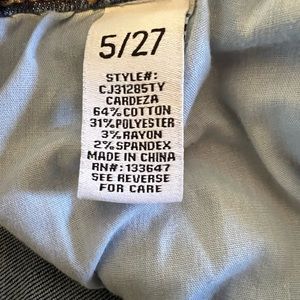 5/27
STYLE#:
CJ31285TY
CARDEZA
64%COTTON
31%POLYESTER
3%RAYON
2%SPANDEX
MADE IN CHINA
RN#: 133647
SEE REVERSE
FOR CARE